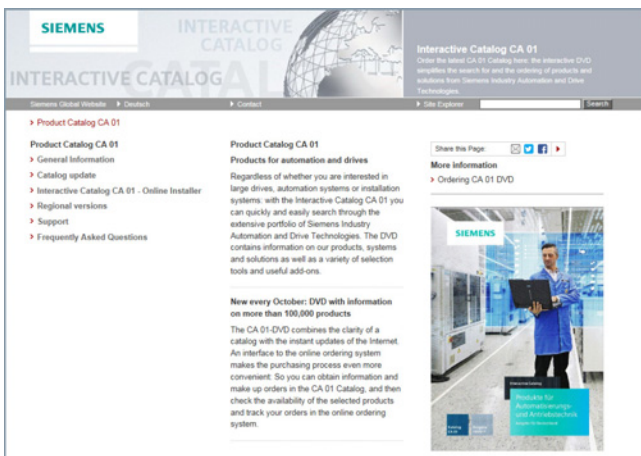 SIEMENS
INTERACTIVE
CATALOG
INTERACTIVE CATALOG
CATAL
Interactive Catalog CA 01
Order the latest CA 01 Catalog here: the interactive DVD
simplifies the search for and the ordering of products and
solutions from Siemens Industry Automation and Drive
Technologies.
Siemens Global Website Deutsch Contact Site Explorer Search
Product Catalog CA 01
Product Catalog CA 01
General Information
Catalog update
Interactive Catalog CA 01 - Online Installer
Regional versions
Support
Frequently Asked Questions
Product Catalog CA 01
Products for automation and drives
Regardless of whether you are interested in
large drives, automation systems or installation
systems: with the Interactive Catalog CA 01 you
can quickly and easily search through the
extensive portfolio of Siemens Industry
Automation and Drive Technologies. The DVD
contains information on our products, systems
and solutions as well as a variety of selection
tools and useful add-ons.
New every October: DVD with information
on more than 100,000 products
The CA 01-DVD combines the clarity of a
catalog with the instant updates of the Internet.
An interface to the online ordering system
makes the purchasing process even more
convenient: So you can obtain information and
make up orders in the CA 01 Catalog, and then
check the availability of the selected products
and track your orders in the online ordering
system.
Share this Page:
More information
Ordering CA 01 DVD
SIEMENS
Interactive Catalog
Produkte für
Automatisierungs-
und Antriebstechnik